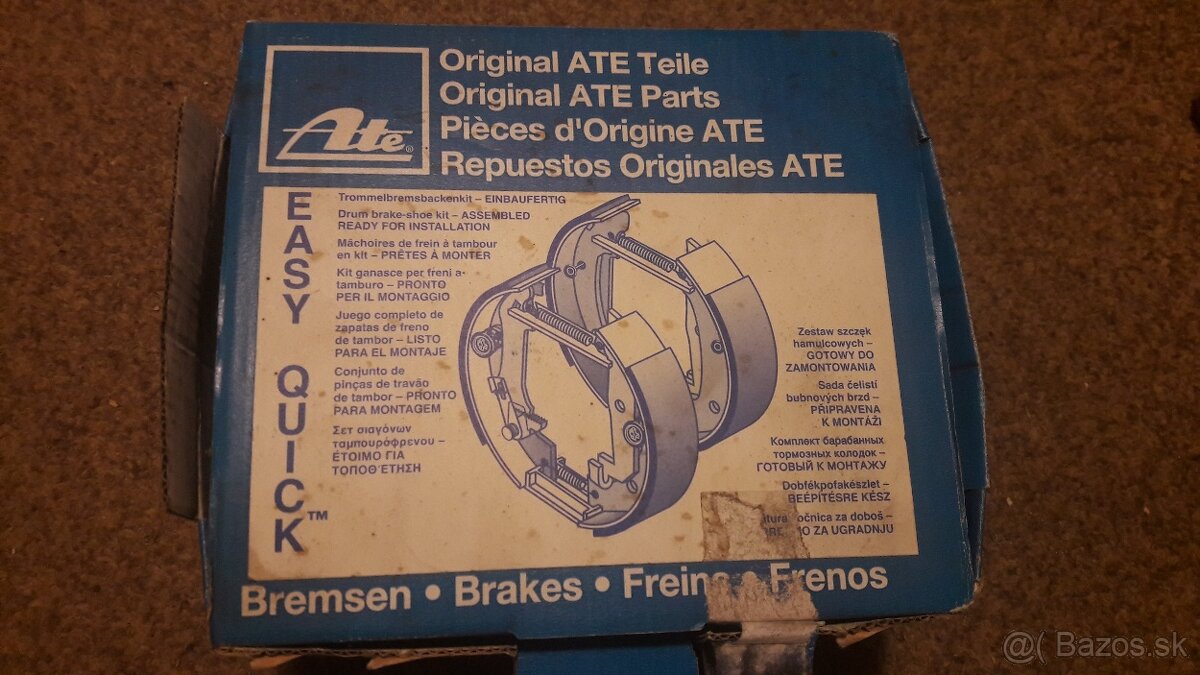 Ate®
Original ATE Teile
Original ATE Parts
Pièces d'Origine ATE
Repuestos Originales ATE
EASY QUICK™
Trommelbremsbackenkit – EINBAUFERTIG
Drum brake-shoe kit – ASSEMBLED
READY FOR INSTALLATION
Mâchoires de frein à tambour
en kit – PRÊTES À MONTER
Kit ganasce per freni a-
tamburo – PRONTO
PER IL MONTAGGIO
Juego completo de
zapatas de freno
de tambor – LISTO
PARA EL MONTAJE
Conjunto de
pinças de travão
de tambor – PRONTO
PARA MONTAGEM
Σετ σιαγόνων
ταμπουρόφρενου –
ΕΤΟΙΜΟ ΓΙΑ
ΤΟΠΟΘΈΤΗΣΗ
Zestaw szczęk
hamulcowych –
GOTOWY DO
ZAMONTOWANIA
Sada čelistí
bubnových brzd –
PŘIPRAVENA
K MONTÁŽI
Комплект барабанных
тормозных колодок –
ГОТОВЫЙ К МОНТАЖУ
Dobfékpofakészlet –
BEÉPÍTÉSRE KÉSZ
za doboš –
ZA UGRADNJU
Bremsen • Brakes • Freins • Frenos
@( Bazos.sk